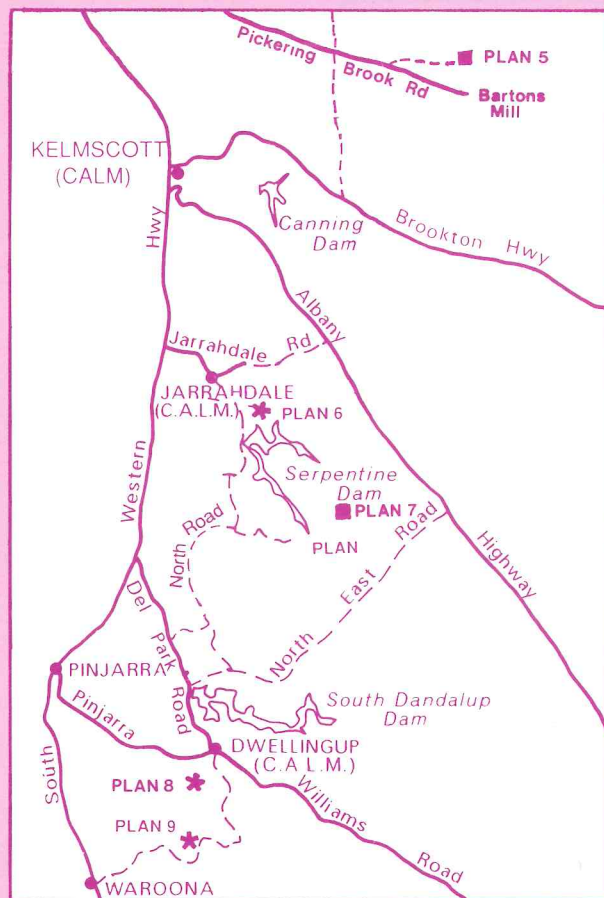 Pickering Brook Rd
PLAN 5
Bartons
Mill
KELMSCOTT
(CALM)
Canning
Dam
Brookton Hwy
Hwy
Albany
Jarrahdale Rd
JARRAHDALE
(C.A.L.M.)
PLAN 6
Serpentine
Dam
PLAN 7
PLAN
Western
North Road
North East Road
Highway
Del Park Road
PINJARRA
Pinjarra
South Dandalup
Dam
DWELLINGUP
(C.A.L.M.)
Williams Road
South
PLAN 8
PLAN 9
WAROONA